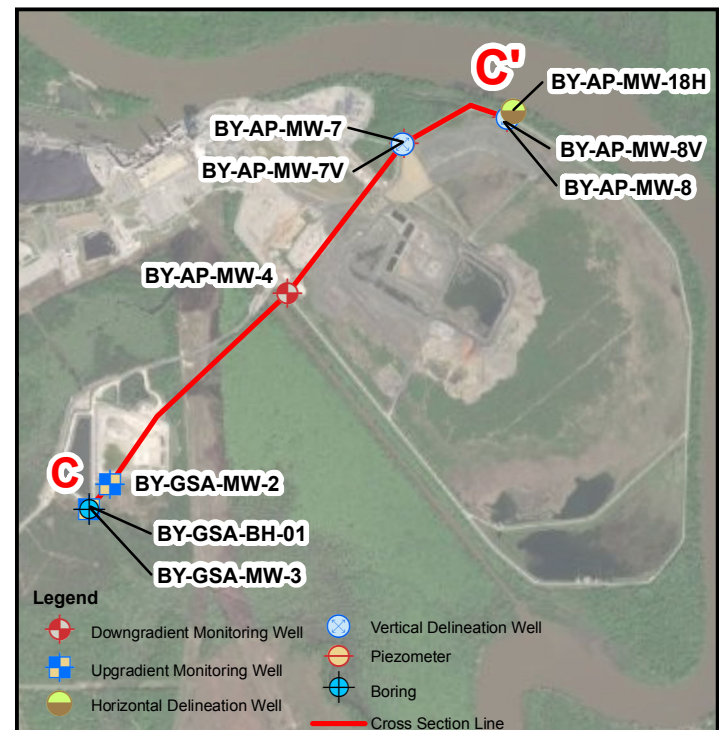 C'
BY-AP-MW-18H
BY-AP-MW-7
BY-AP-MW-7V
BY-AP-MW-8V
BY-AP-MW-8
BY-AP-MW-4
C
BY-GSA-MW-2
BY-GSA-BH-01
BY-GSA-MW-3
Legend
Downgradient Monitoring Well
Upgradient Monitoring Well
Horizontal Delineation Well
Vertical Delineation Well
Piezometer
Boring
Cross Section Line